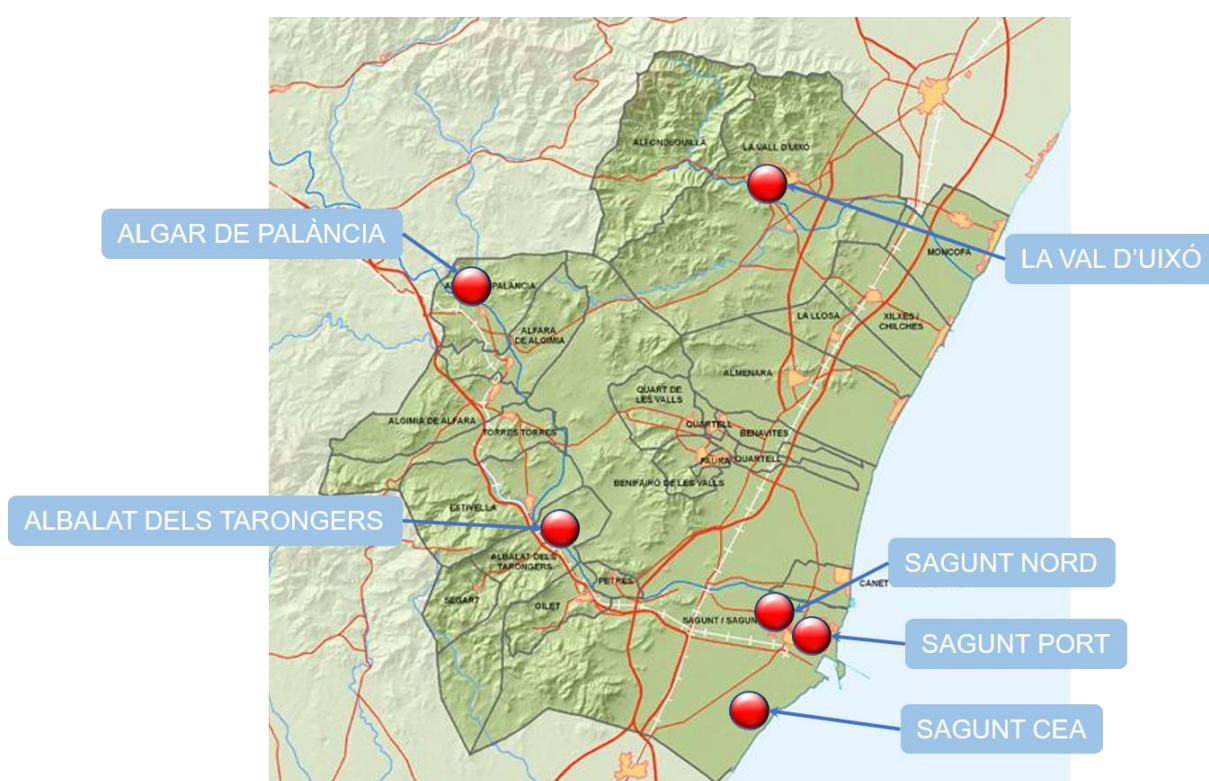 ALFONDEGUILLA
LA VALL D'UIXÓ
ALGAR DE PALÀNCIA
LA VAL D'UIXÓ
MONCOFA
PALÀNCIA
LA LLOSA
XILXES /
CHILCHES
ALFARA
DE ALGIMIA
ALMENARA
QUART DE
LES VALLS
ALGIMIA DE ALFARA
TORRES TORRES
QUARTELL
BENAVITES
FAURA
QUARTELL
BENIFAIRÓ DE LES VALLS
ESTIVELLA
ALBALAT DELS TARONGERS
ALBALAT DELS
TARONGERS
PETRES
SAGUNT NORD
CANET
SEGART
GILET
SAGUNT / SAGUN
SAGUNT PORT
SAGUNT CEA